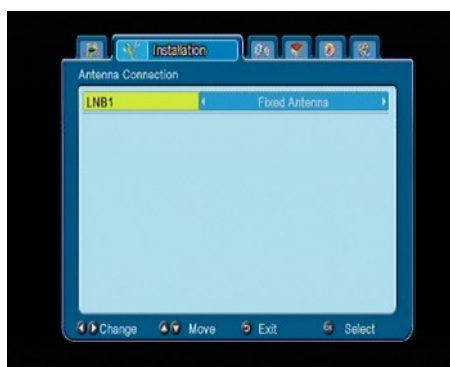 Installation
Antenna Connection
LNB1 Fixed Antenna
Change Move Exit Select